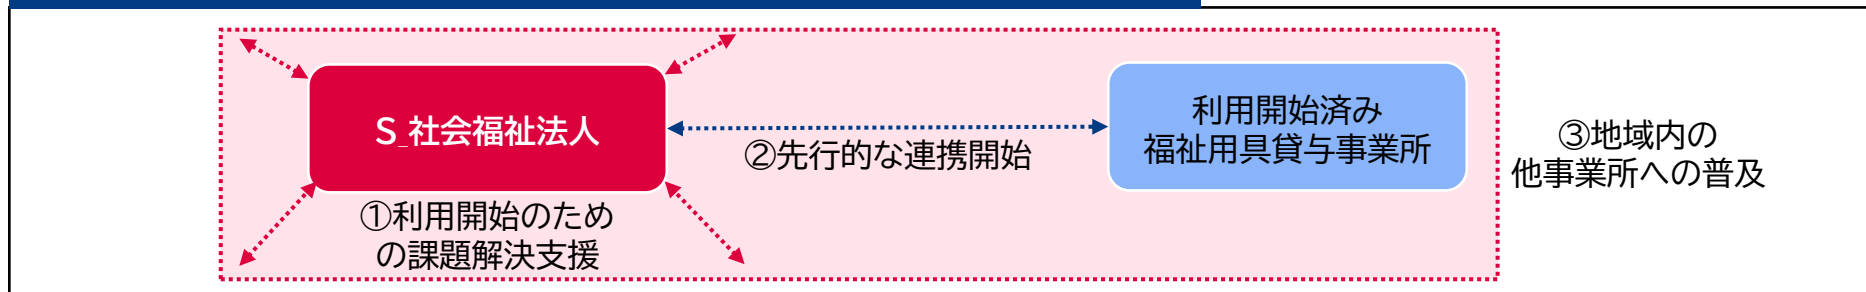 S_社会福祉法人
①利用開始のため
の課題解決支援
②先行的な連携開始
利用開始済み
福祉用具貸与事業所
③地域内の
他事業所への普及